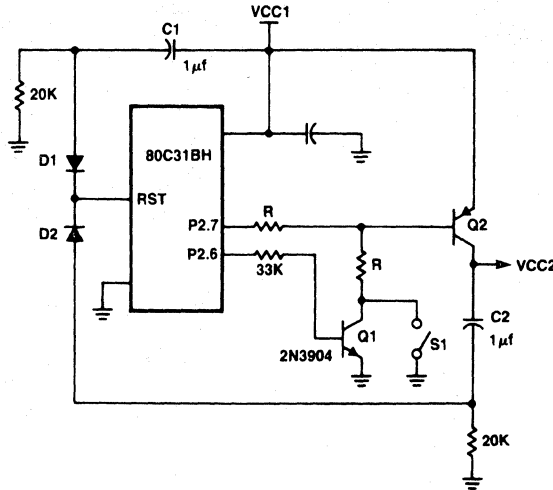 VCC1
C1
1μf
20K
80C31BH
D1
RST
D2
P2.7
R
Q2
P2.6
33K
R
VCC2
C2
1μf
Q1
S1
2N3904
20K